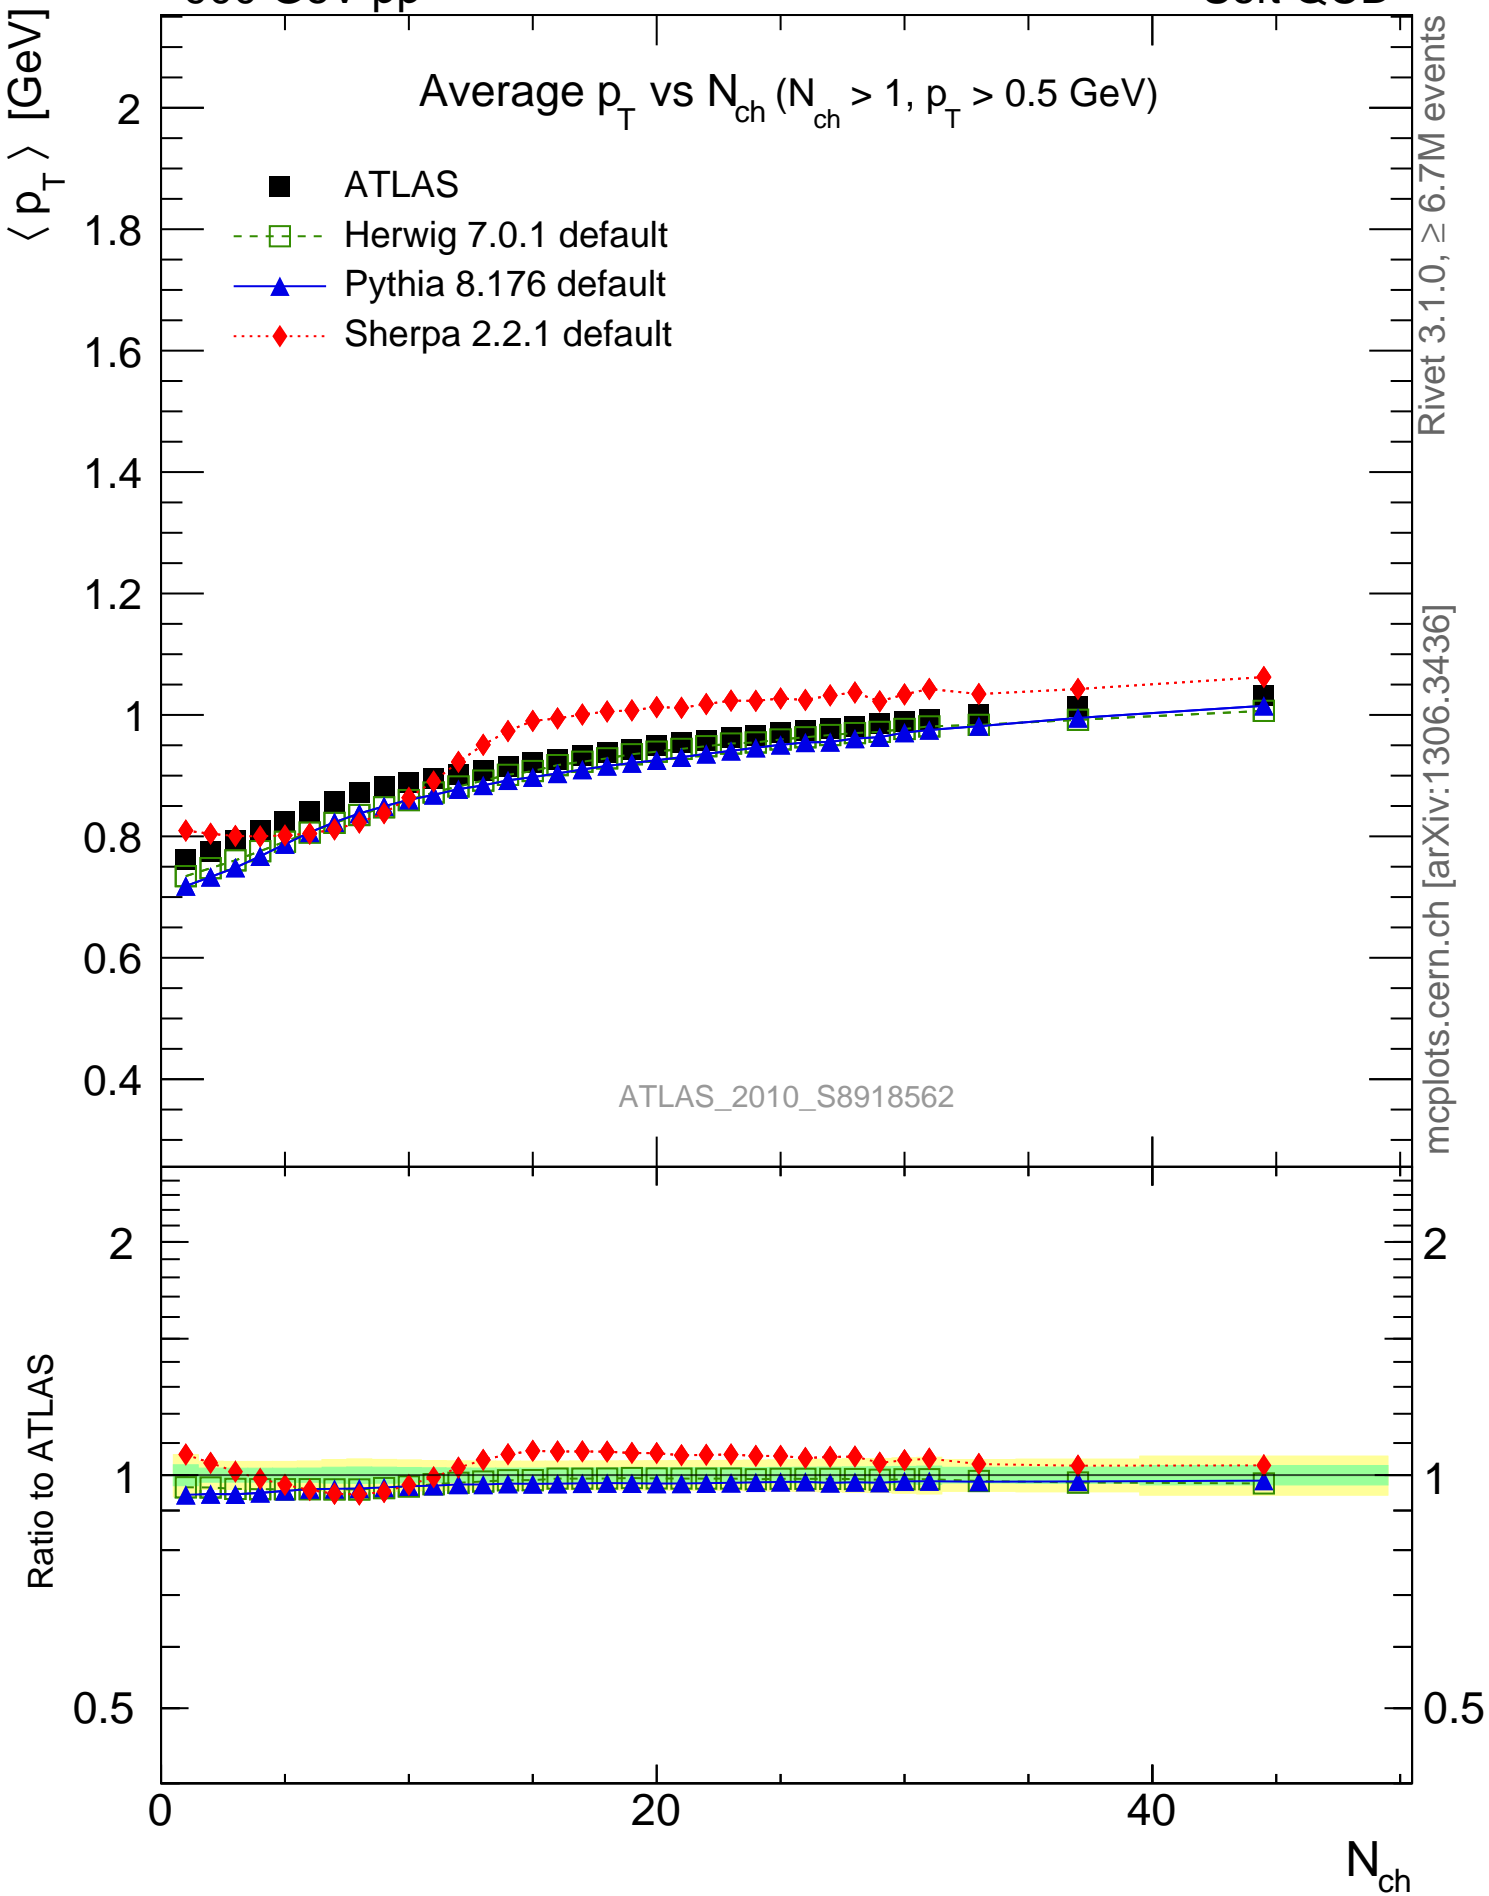 Average p_T vs N_ch (N_ch > 1, p_T > 0.5 GeV)
⟨ p_T ⟩ [GeV]
ATLAS
Herwig 7.0.1 default
Pythia 8.176 default
Sherpa 2.2.1 default
2
1.8
1.6
1.4
1.2
1
0.8
0.6
0.4
ATLAS_2010_S8918562
Rivet 3.1.0, ≥ 6.7M events
mcplots.cern.ch [arXiv:1306.3436]
Ratio to ATLAS
2
1
0.5
2
1
0.5
0
20
40
N_ch